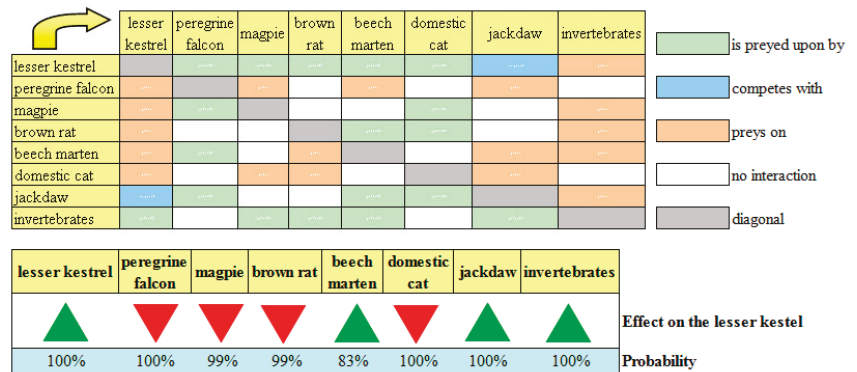 lesser kestrel
peregrine falcon
magpie
brown rat
beech marten
domestic cat
jackdaw
invertebrates
lesser kestrel
peregrine falcon
magpie
brown rat
beech marten
domestic cat
jackdaw
invertebrates
is preyed upon by
competes with
preys on
no interaction
diagonal
lesser kestrel
peregrine falcon
magpie
brown rat
beech marten
domestic cat
jackdaw
invertebrates
Effect on the lesser kestel
100% 100% 99% 99% 83% 100% 100% 100% Probability